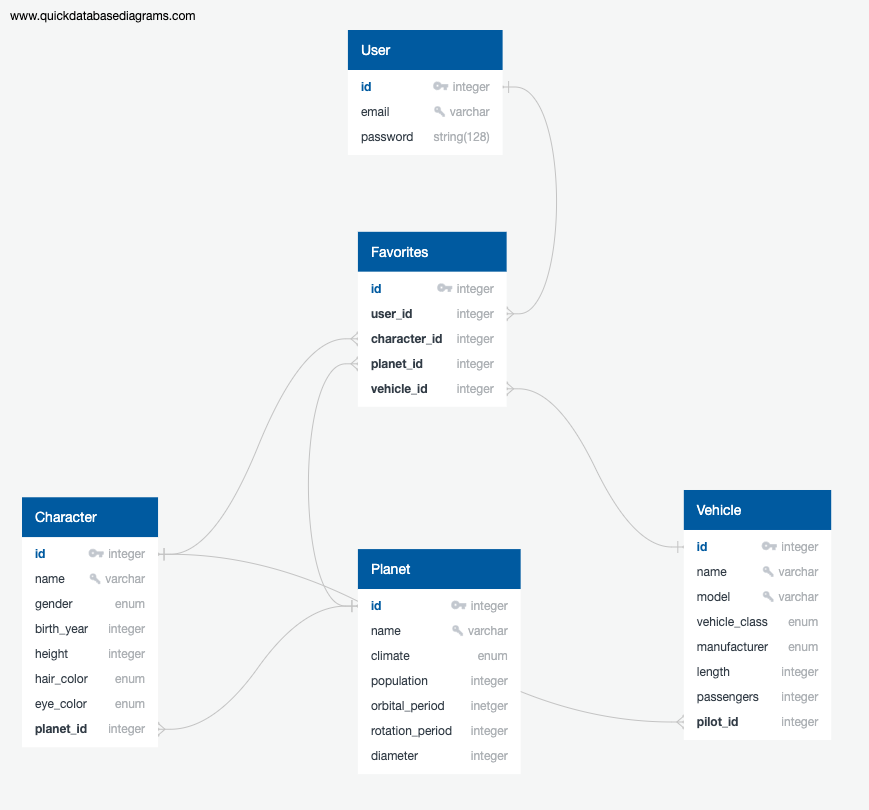 www.quickdatabasediagrams.com
User
id integer
email varchar
password string(128)
Favorites
id integer
user_id integer
character_id integer
planet_id integer
vehicle_id integer
Character
id integer
name varchar
gender enum
birth_year integer
height integer
hair_color enum
eye_color enum
planet_id integer
Planet
id integer
name varchar
climate enum
population integer
orbital_period inetger
rotation_period integer
diameter integer
Vehicle
id integer
name varchar
model varchar
vehicle_class enum
manufacturer enum
length integer
passengers integer
pilot_id integer